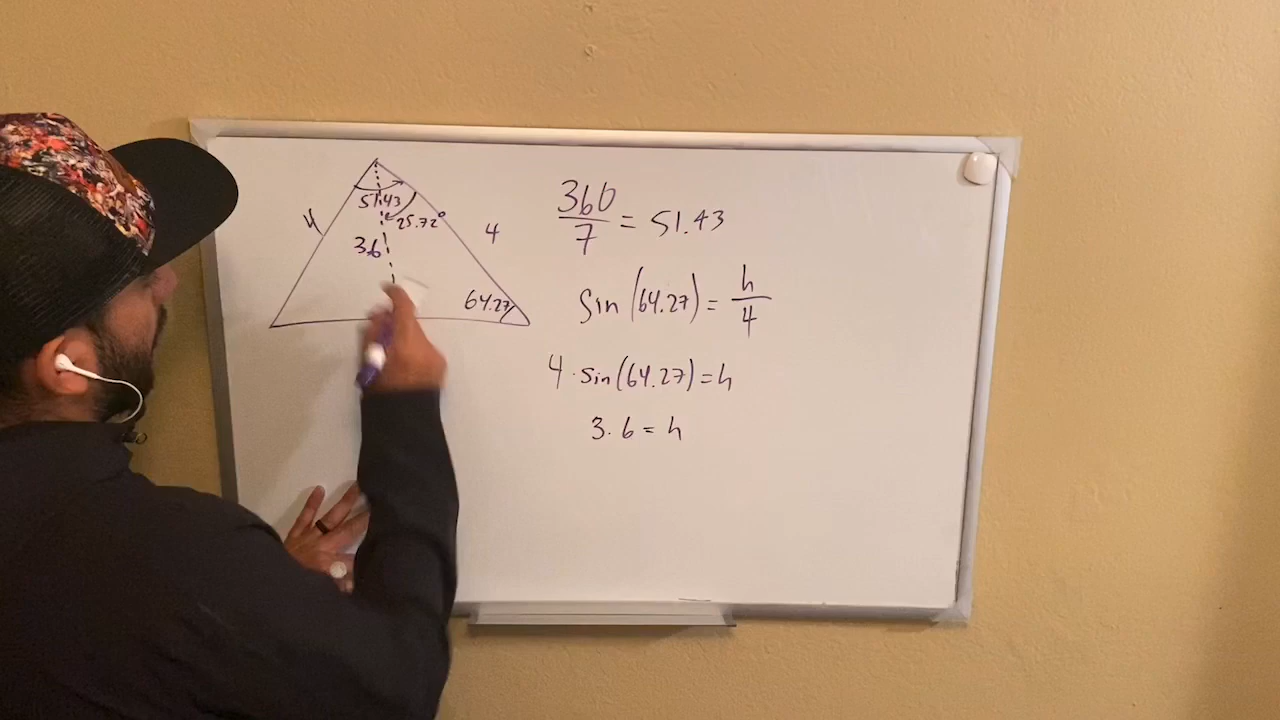 51.43
25.72°
4
3.6
4
64.27
360/7 = 51.43
Sin(64.27) = h/4
4·sin(64.27) = h
3.6 = h